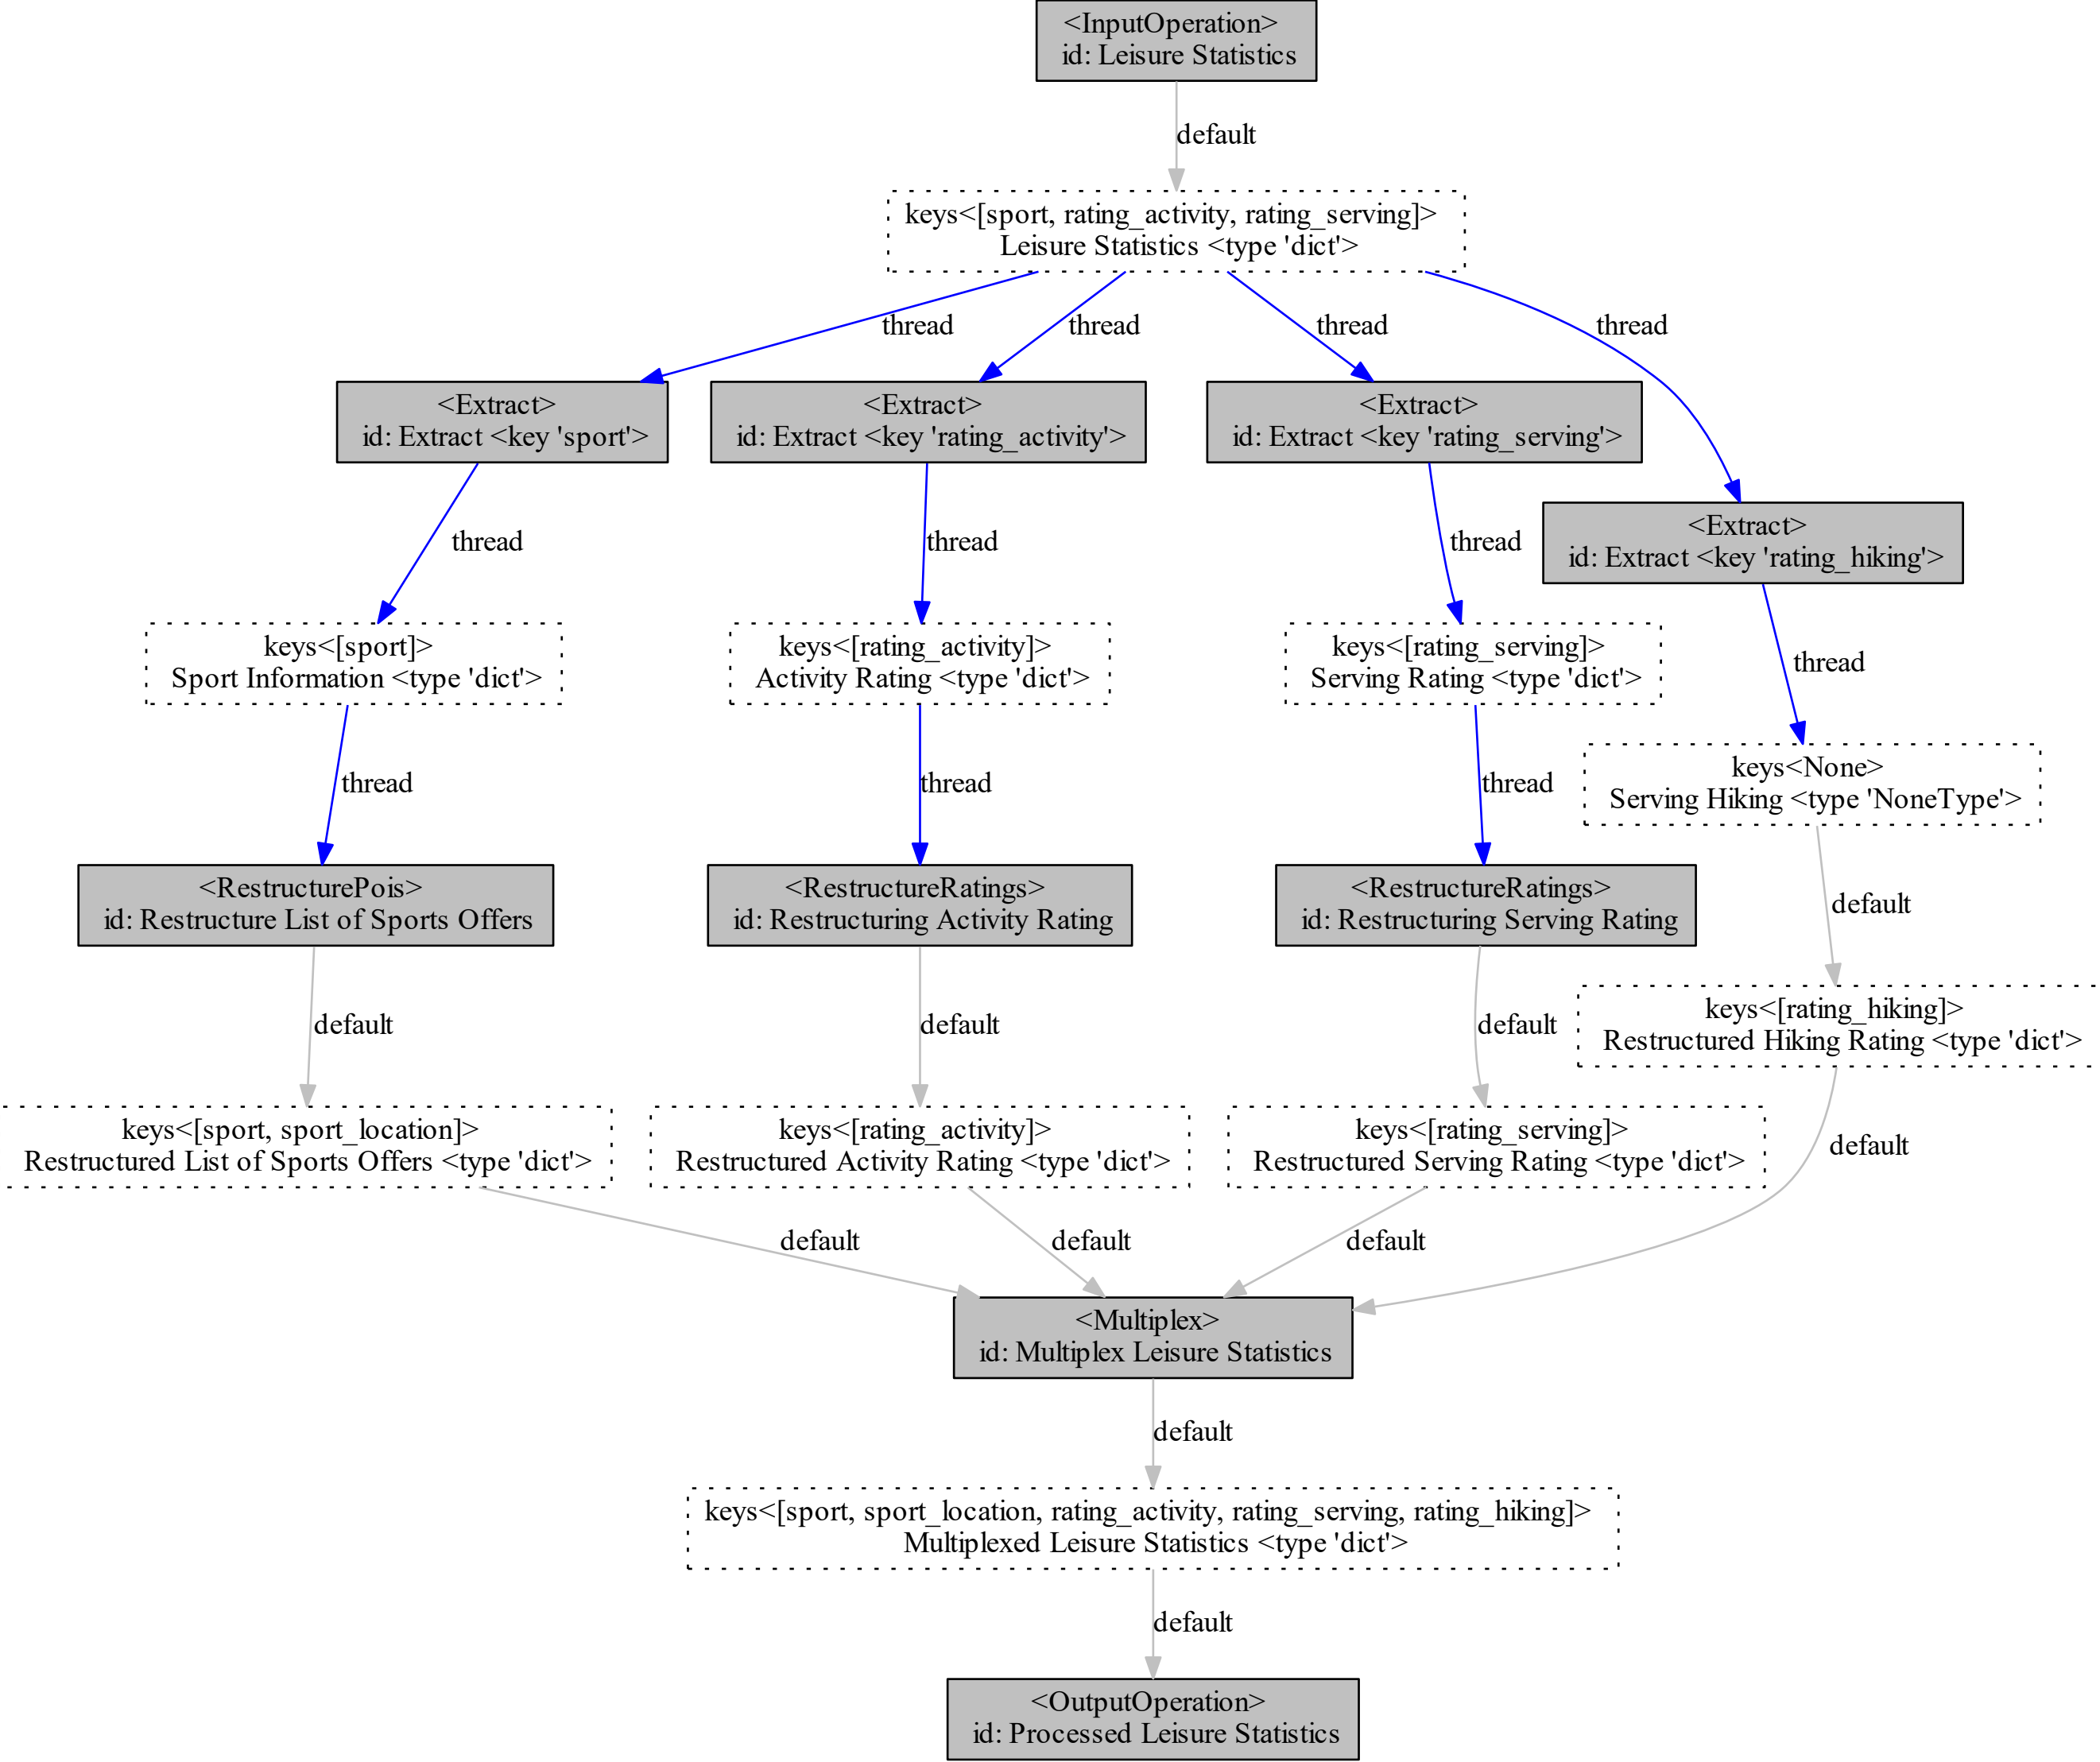 <InputOperation>
id: Leisure Statistics
default
keys<[sport, rating_activity, rating_serving]>
Leisure Statistics <type 'dict'>
thread
thread
thread
thread
<Extract>
id: Extract <key 'sport'>
<Extract>
id: Extract <key 'rating_activity'>
<Extract>
id: Extract <key 'rating_serving'>
<Extract>
id: Extract <key 'rating_hiking'>
thread
thread
thread
thread
keys<[sport]>
Sport Information <type 'dict'>
keys<[rating_activity]>
Activity Rating <type 'dict'>
keys<[rating_serving]>
Serving Rating <type 'dict'>
keys<None>
Serving Hiking <type 'NoneType'>
thread
thread
thread
default
<RestructurePois>
id: Restructure List of Sports Offers
<RestructureRatings>
id: Restructuring Activity Rating
<RestructureRatings>
id: Restructuring Serving Rating
keys<[rating_hiking]>
Restructured Hiking Rating <type 'dict'>
default
default
default
default
keys<[sport, sport_location]>
Restructured List of Sports Offers <type 'dict'>
keys<[rating_activity]>
Restructured Activity Rating <type 'dict'>
keys<[rating_serving]>
Restructured Serving Rating <type 'dict'>
default
default
default
<Multiplex>
id: Multiplex Leisure Statistics
default
keys<[sport, sport_location, rating_activity, rating_serving, rating_hiking]>
Multiplexed Leisure Statistics <type 'dict'>
default
<OutputOperation>
id: Processed Leisure Statistics